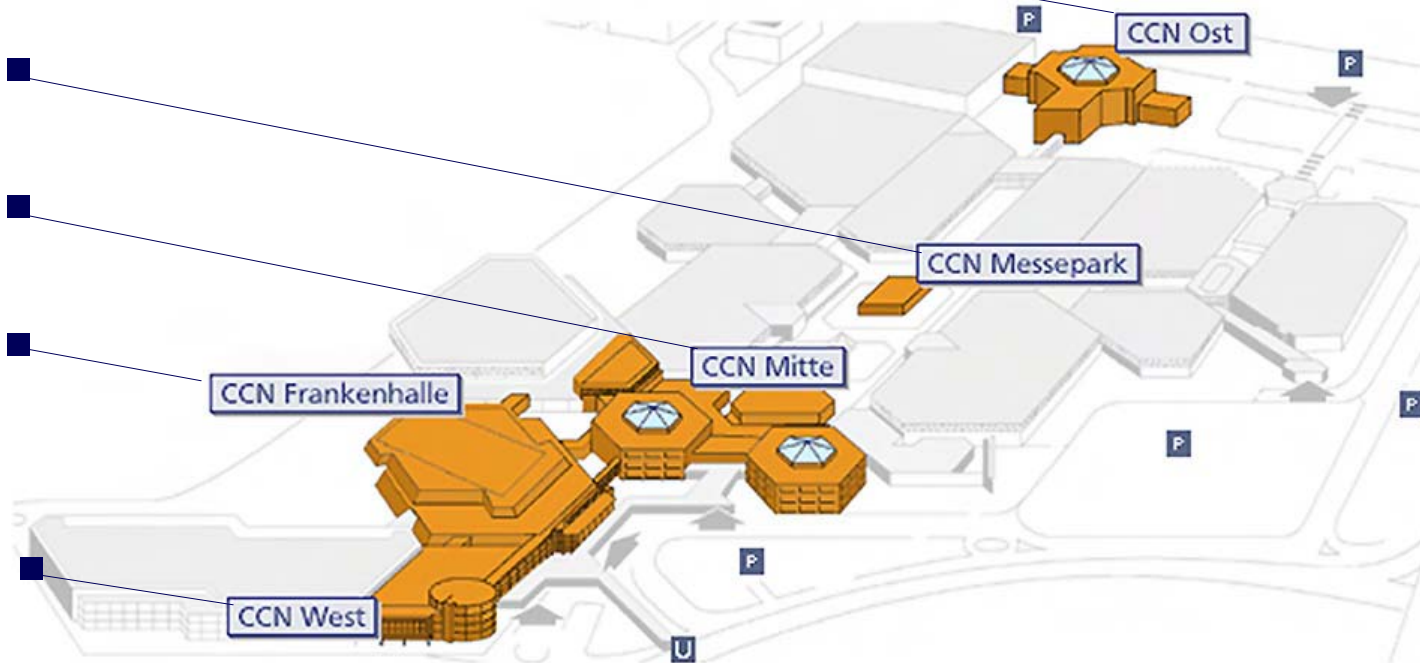 P
CCN Ost
P
CCN Messepark
CCN Mitte
CCN Frankenhalle
P
P
P
CCN West
U